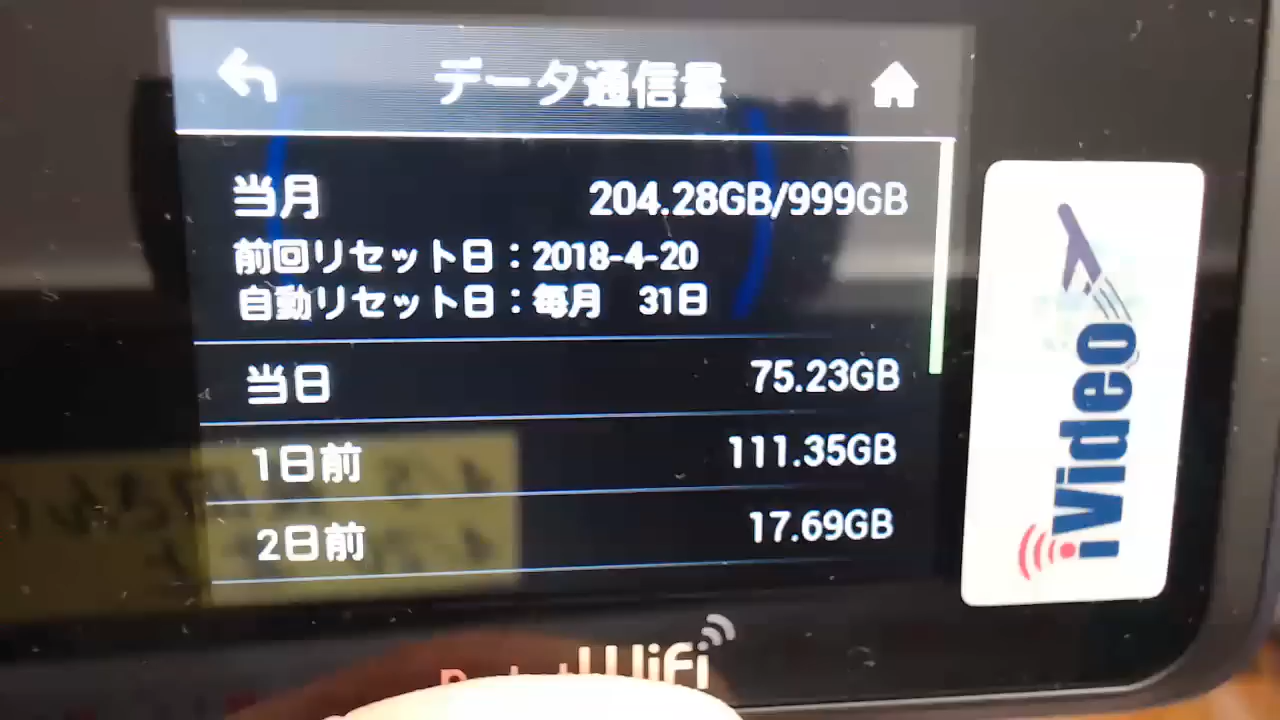 データ通信量
当月 204.28GB/999GB
前回リセット日：2018-4-20
自動リセット日：毎月 31日
当日 75.23GB
1日前 111.35GB
2日前 17.69GB
WiFi
iVideo